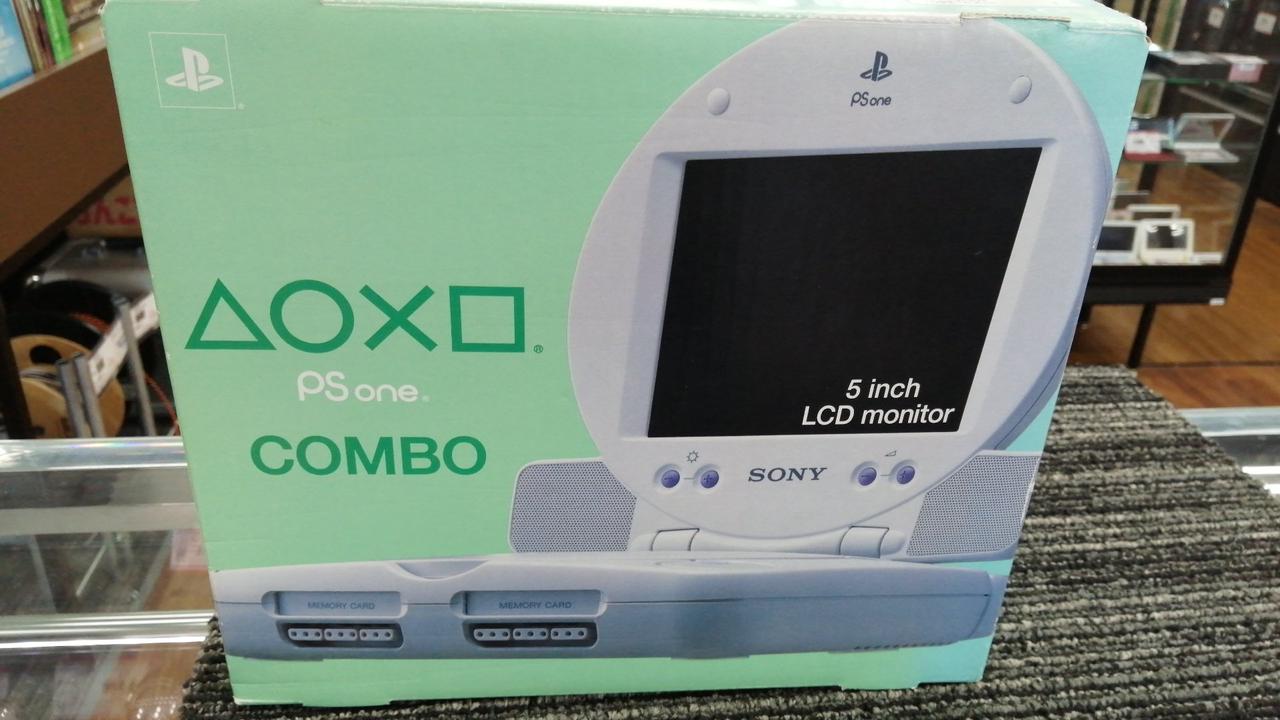 PS one
△○×□®
PS one®
COMBO
5 inch
LCD monitor
SONY
MEMORY CARD
MEMORY CARD